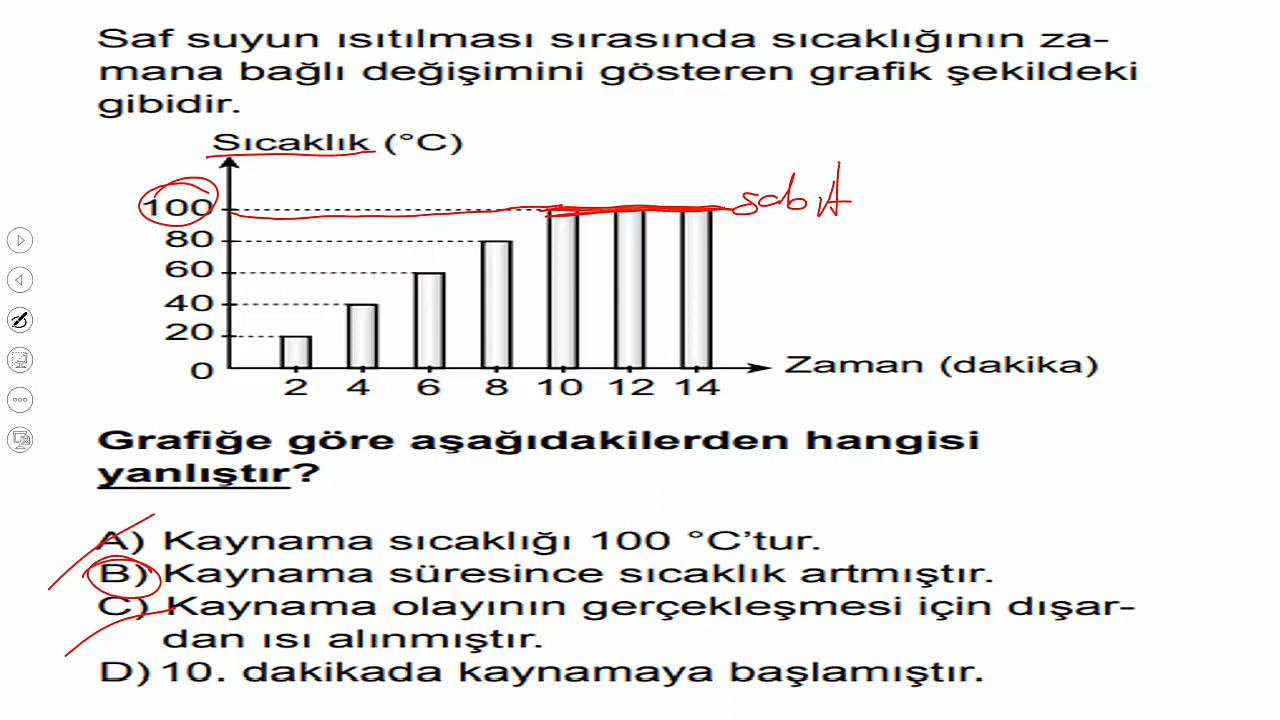 Saf suyun ısıtılması sırasında sıcaklığının za-
mana bağlı değişimini gösteren grafik şekildeki
gibidir.
Sıcaklık (°C)
100
sabit
80
60
40
20
0
2 4 6 8 10 12 14
Zaman (dakika)
Grafiğe göre aşağıdakilerden hangisi
yanlıştır?
A) Kaynama sıcaklığı 100 °C’tur.
B) Kaynama süresince sıcaklık artmıştır.
C) Kaynama olayının gerçekleşmesi için dışar-
dan ısı alınmıştır.
D) 10. dakikada kaynamaya başlamıştır.